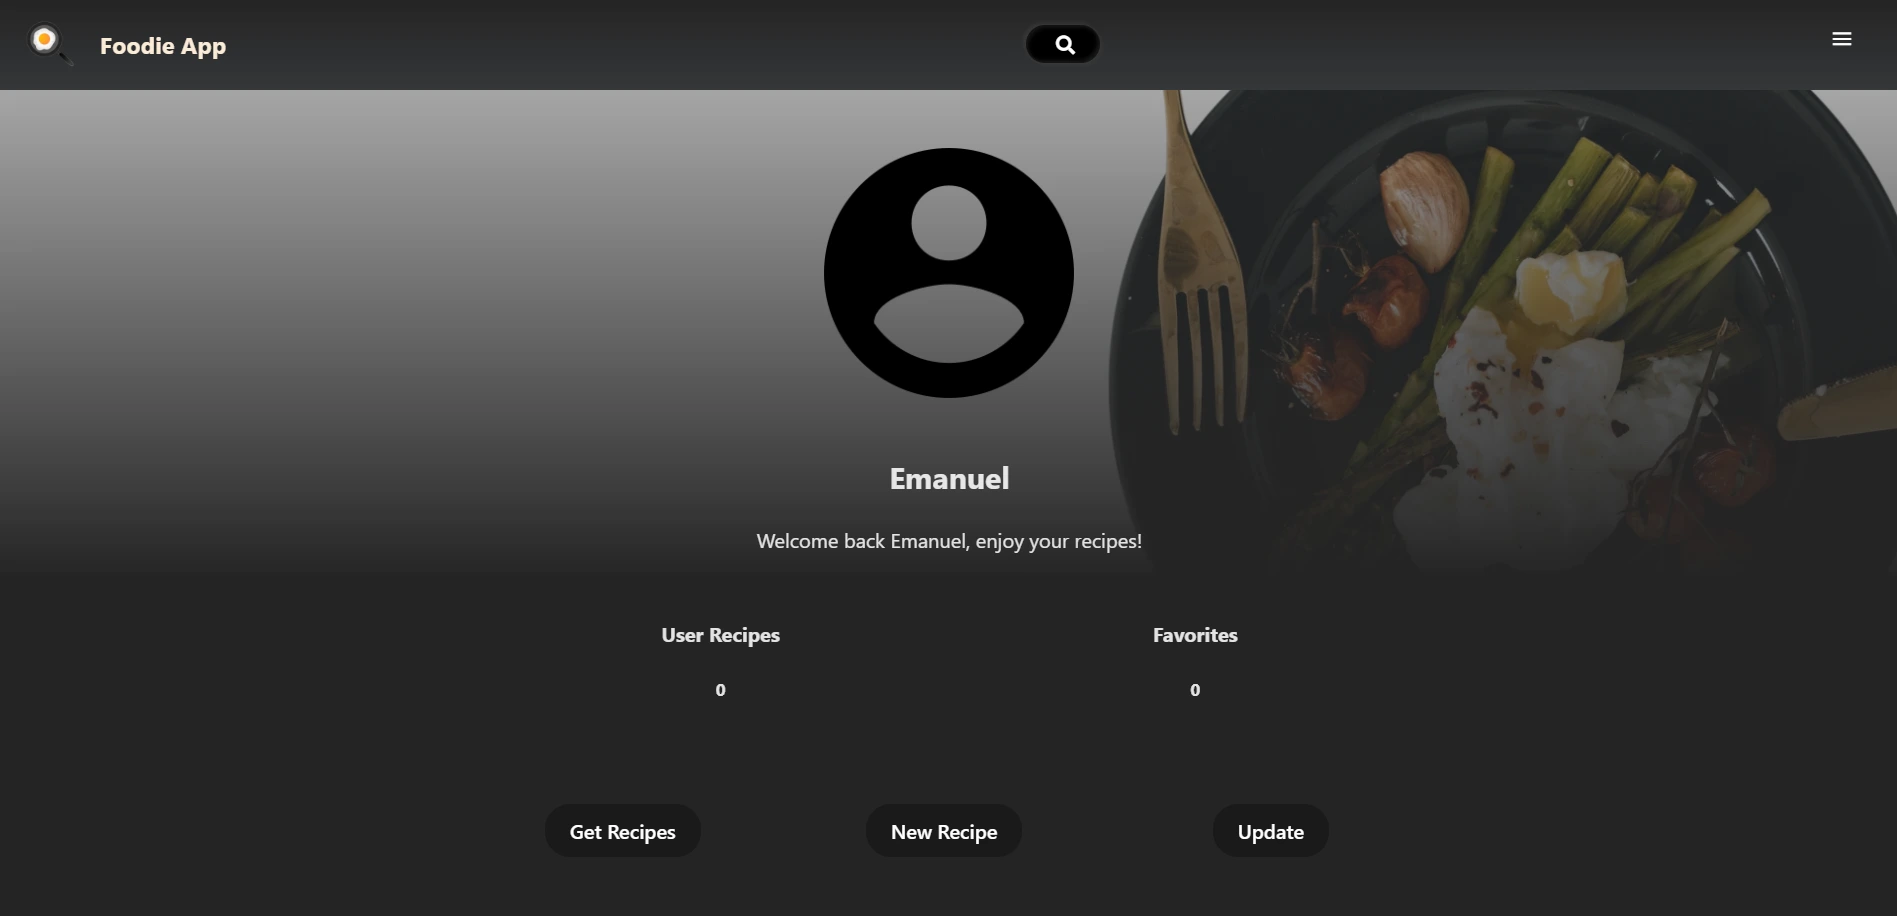 Foodie App
Emanuel
Welcome back Emanuel, enjoy your recipes!
User Recipes
Favorites
0
0
Get Recipes
New Recipe
Update